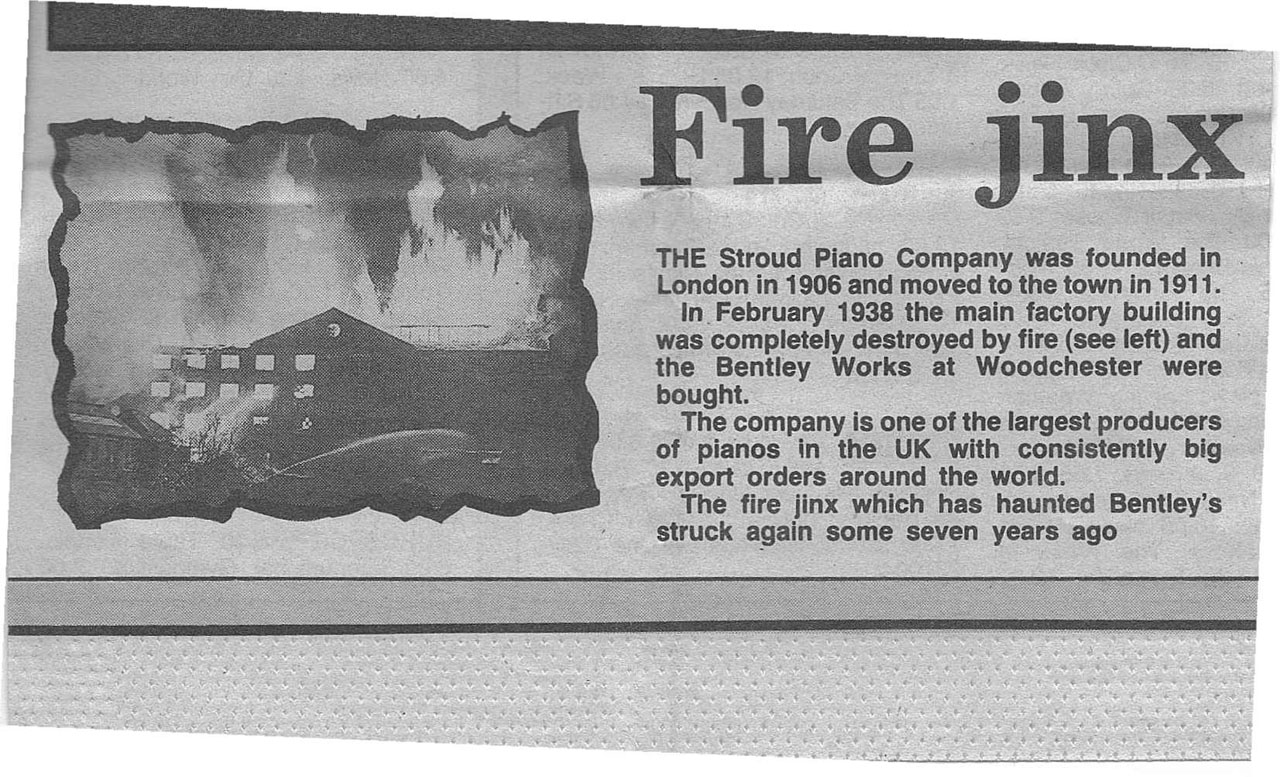 Fire jinx
THE Stroud Piano Company was founded in
London in 1906 and moved to the town in 1911.
In February 1938 the main factory building
was completely destroyed by fire (see left) and
the Bentley Works at Woodchester were
bought.
The company is one of the largest producers
of pianos in the UK with consistently big
export orders around the world.
The fire jinx which has haunted Bentley's
struck again some seven years ago